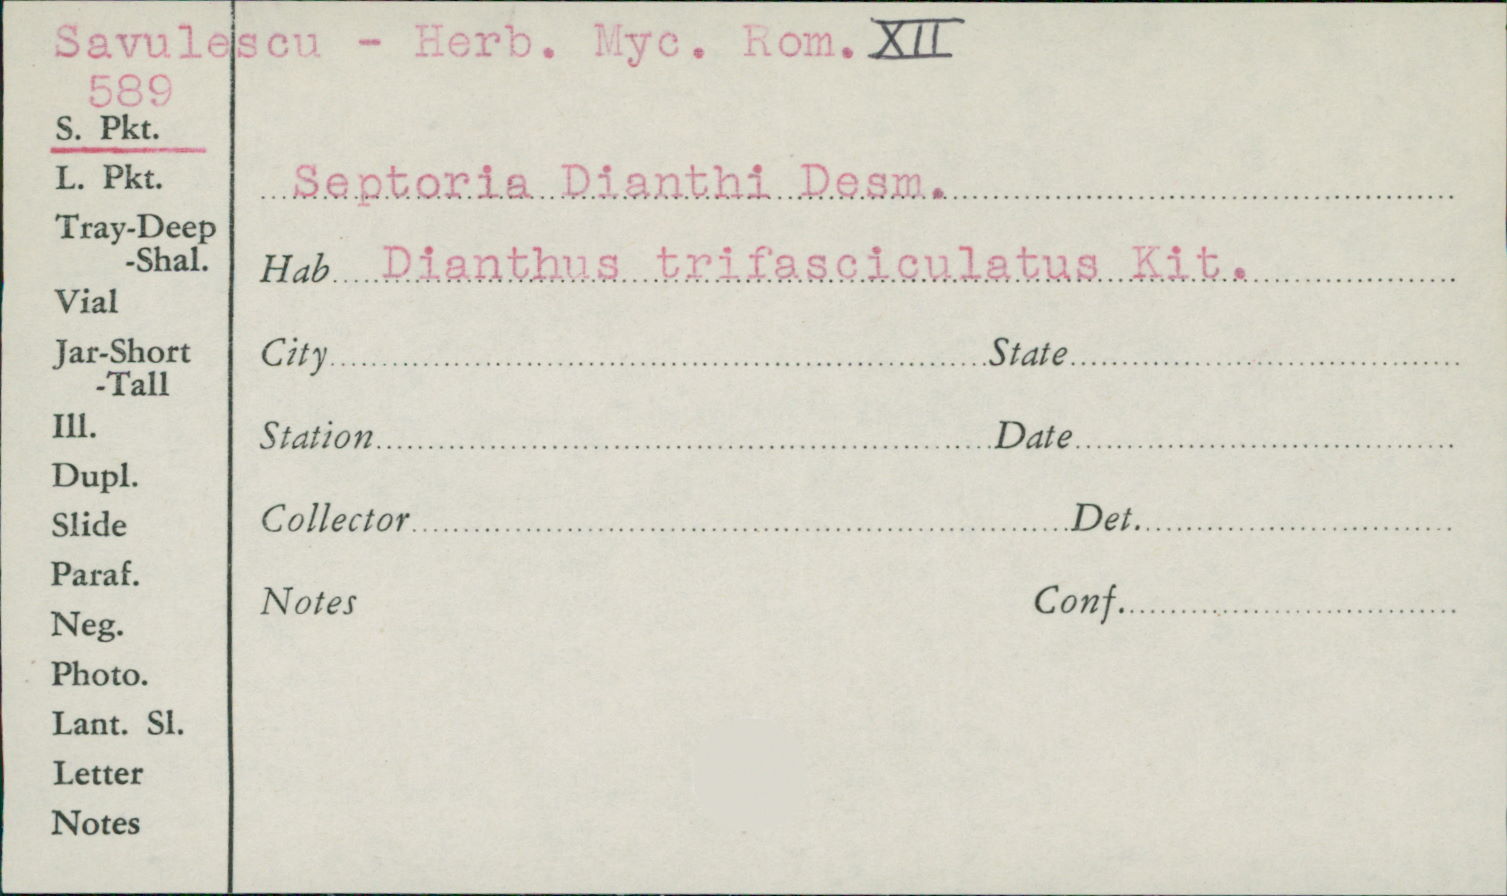 Savulescu - Herb. Myc. Rom. XII
589
S. Pkt.
L. Pkt.
Tray-Deep
-Shal.
Vial
Jar-Short
-Tall
Ill.
Dupl.
Slide
Paraf.
Neg.
Photo.
Lant. Sl.
Letter
Notes
Septoria Dianthi Desm.
Hab Dianthus trifasciculatus Kit.
City State
Station Date
Collector Det.
Notes Conf.